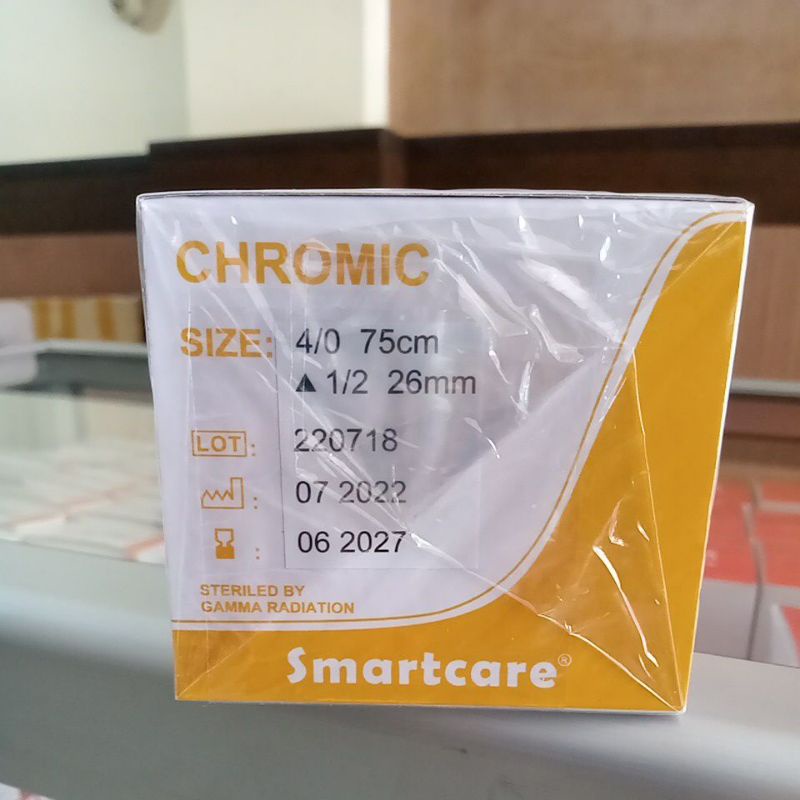 CHROMIC
SIZE: 4/0 75cm
▲ 1/2 26mm
LOT : 220718
: 07 2022
: 06 2027
STERILED BY
GAMMA RADIATION
Smartcare®